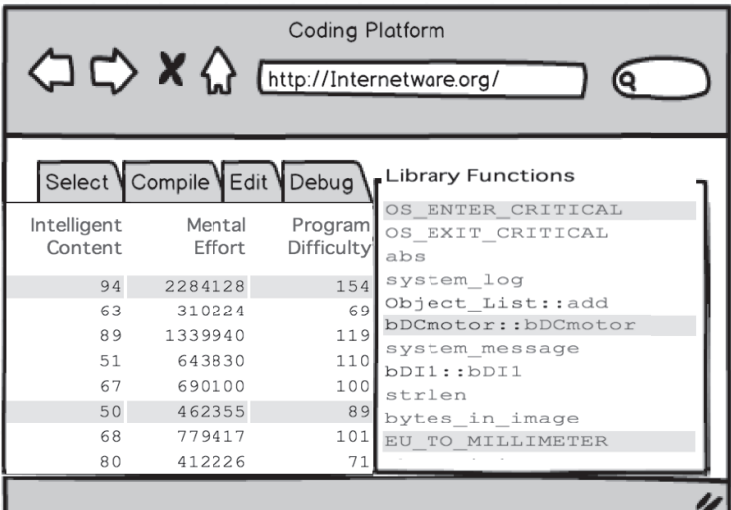 Coding Platform
http://Internetware.org/
Select Compile Edit Debug
Intelligent Content Mental Effort Program Difficulty
94 2284128 154
63 310224 69
89 1339940 119
51 643830 110
67 690100 100
50 462355 89
68 779417 101
80 412226 71
Library Functions
OS_ENTER_CRITICAL
OS_EXIT_CRITICAL
abs
system_log
Object_List::add
bDCmotor::bDCmotor
system_message
bDI1::bDI1
strlen
bytes_in_image
EU_TO_MILLIMETER